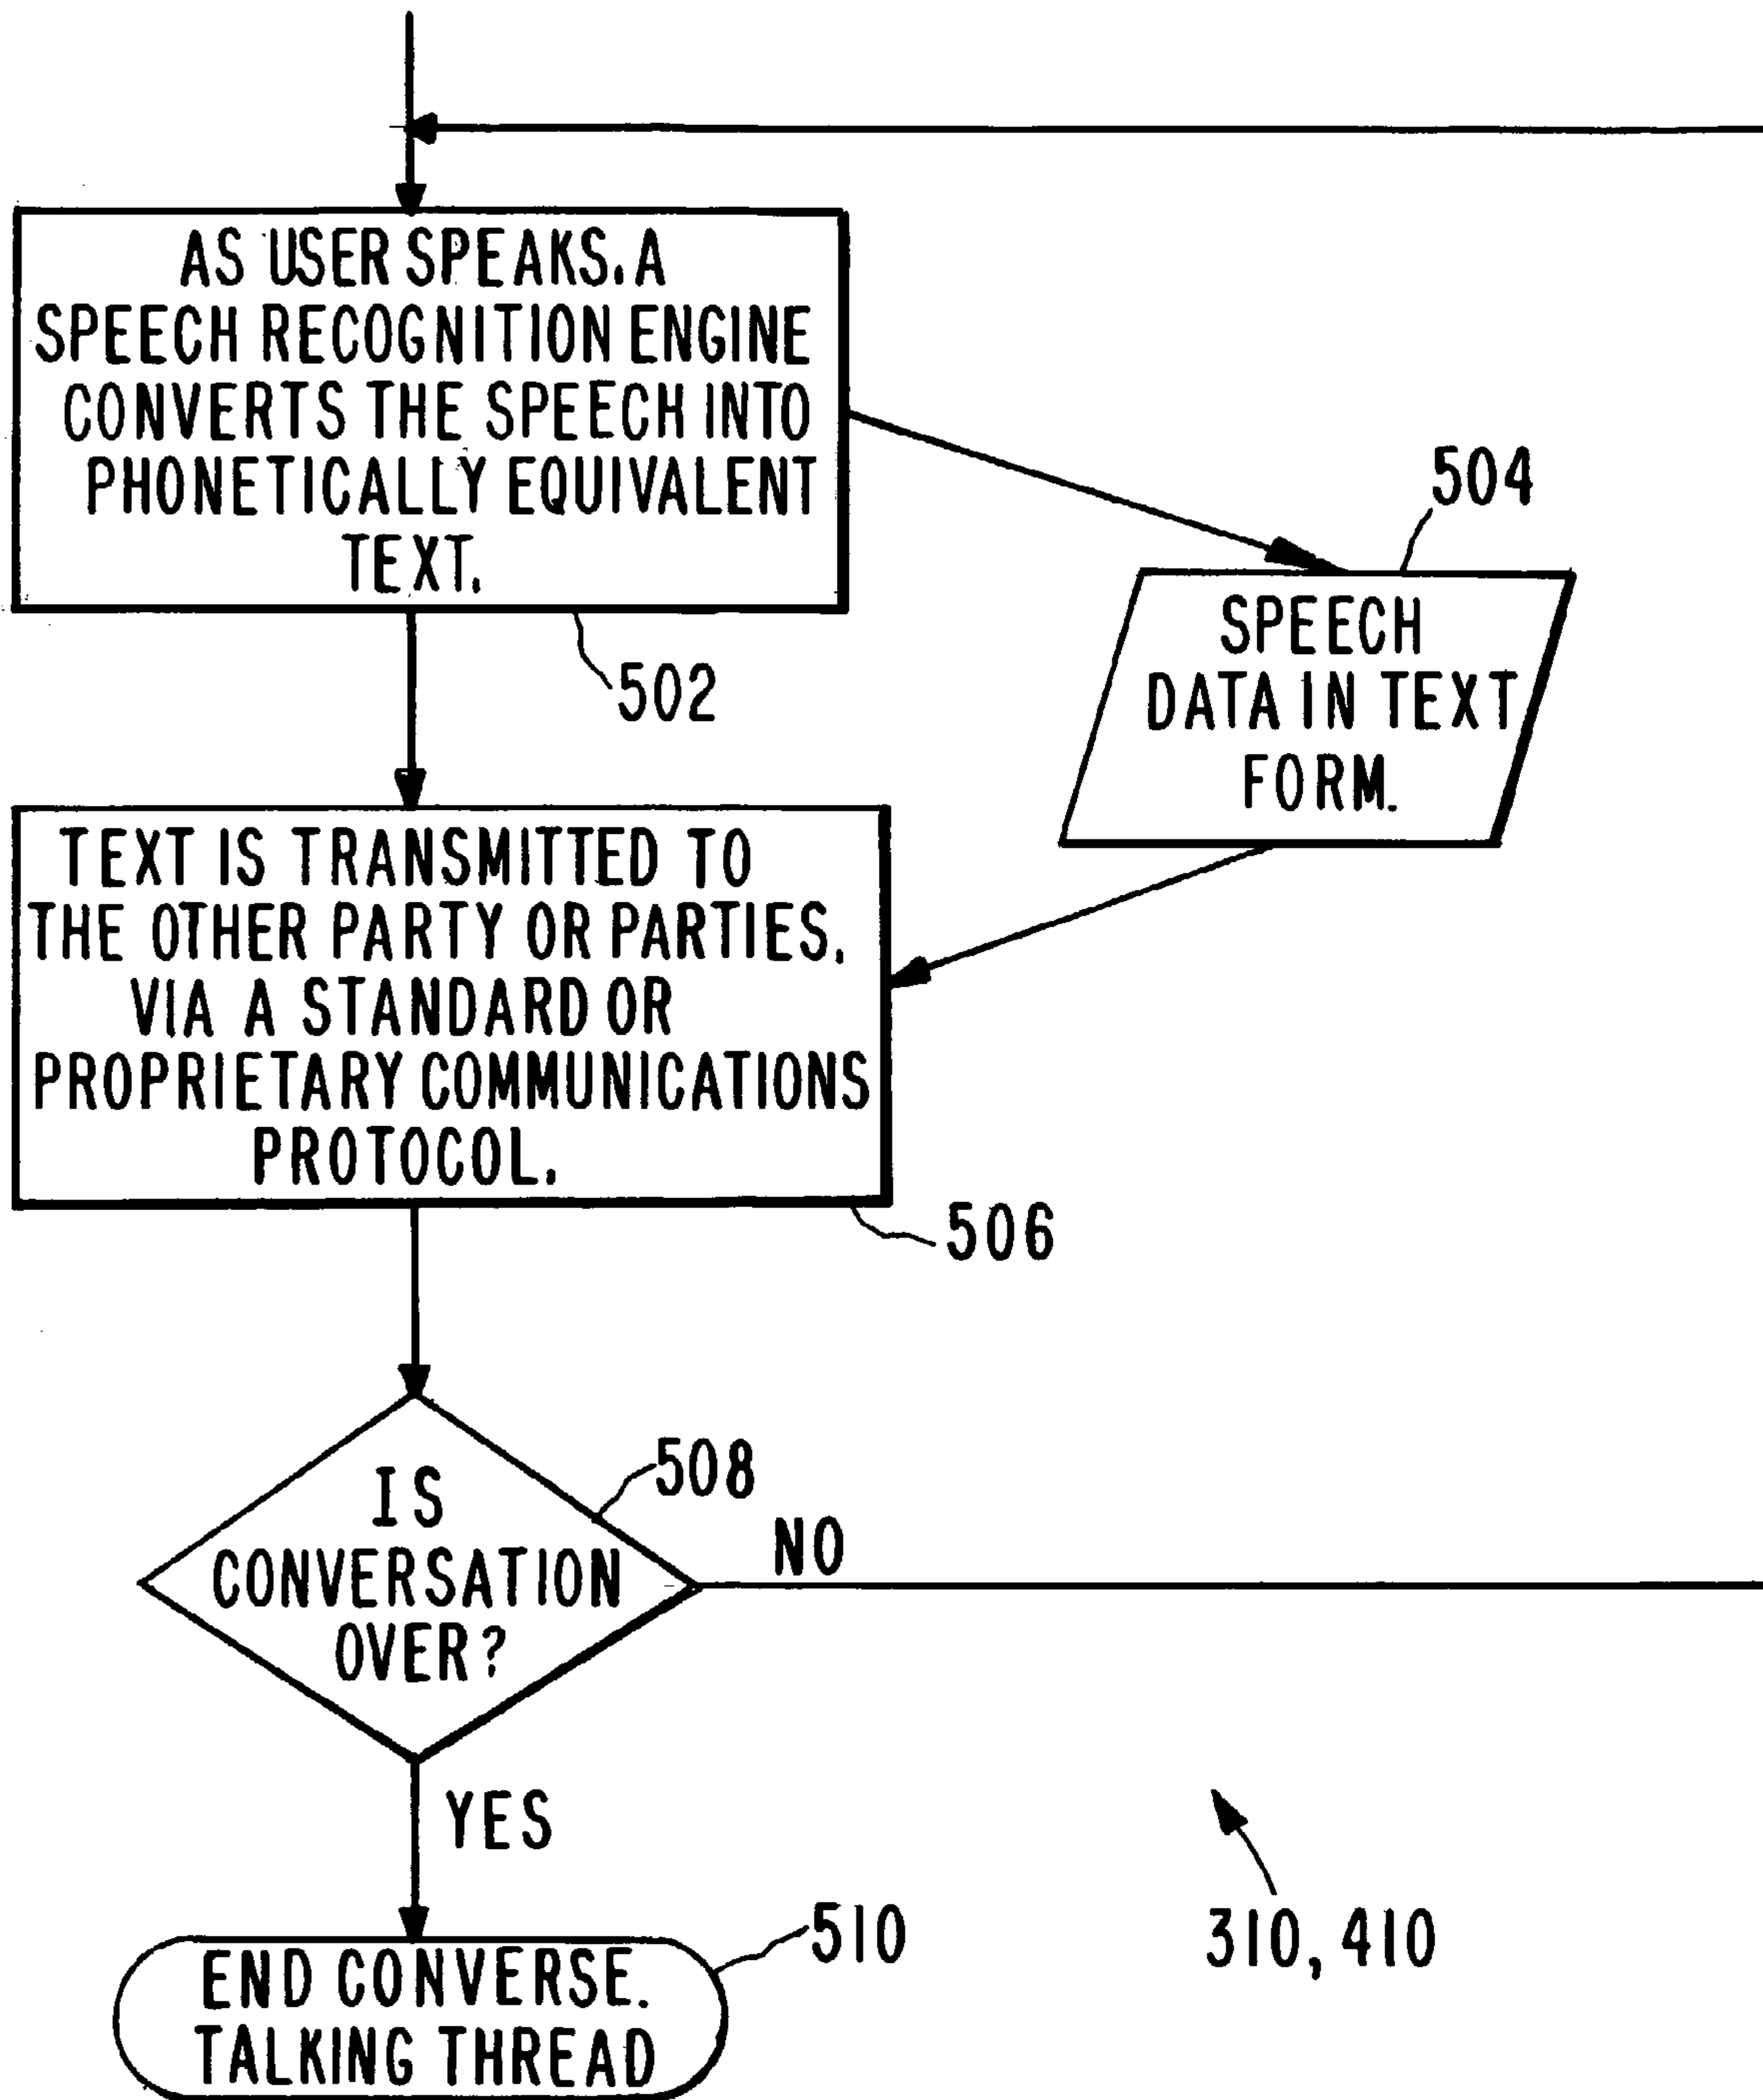 AS USER SPEAKS, A
SPEECH RECOGNITION ENGINE
CONVERTS THE SPEECH INTO
PHONETICALLY EQUIVALENT
TEXT.
502
504
SPEECH
DATA IN TEXT
FORM.
TEXT IS TRANSMITTED TO
THE OTHER PARTY OR PARTIES,
VIA A STANDARD OR
PROPRIETARY COMMUNICATIONS
PROTOCOL.
506
IS
CONVERSATION
OVER?
508
NO
YES
END CONVERSE.
TALKING THREAD
510
310, 410